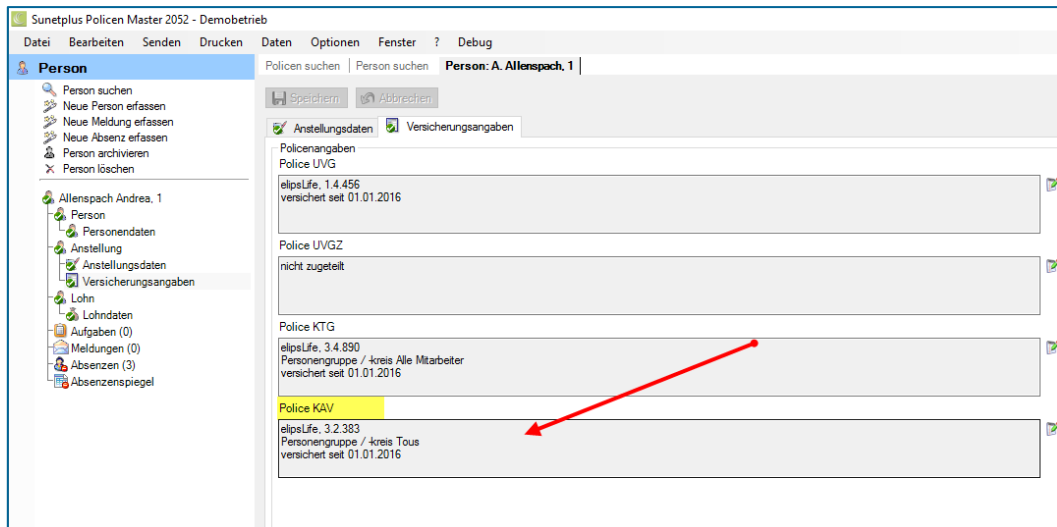 Sunetplus Policen Master 2052 - Demobetrieb
Datei Bearbeiten Senden Drucken Daten Optionen Fenster ? Debug
Person
Person suchen
Neue Person erfassen
Neue Meldung erfassen
Neue Absenz erfassen
Person archivieren
Person löschen
Allenspach Andrea, 1
Person
Personendaten
Anstellung
Anstellungsdaten
Versicherungsangaben
Lohn
Lohndaten
Aufgaben (0)
Meldungen (0)
Absenzen (3)
Absenzenspiegel
Policen suchen Person suchen Person: A. Allenspach, 1
Speichern Abbrechen
Anstellungsdaten Versicherungsangaben
Policenangaben
Police UVG
elipsLife, 1.4.456
versichert seit 01.01.2016
Police UVGZ
nicht zugeteilt
Police KTG
elipsLife, 3.4.890
Personengruppe / -kreis Alle Mitarbeiter
versichert seit 01.01.2016
Police KAV
elipsLife, 3.2.383
Personengruppe / -kreis Tous
versichert seit 01.01.2016